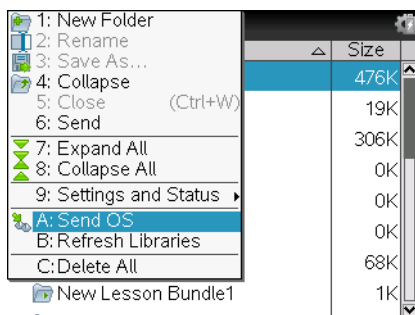 1: New Folder
2: Rename
3: Save As...
4: Collapse
5: Close (Ctrl+W)
6: Send
7: Expand All
8: Collapse All
9: Settings and Status
A: Send OS
B: Refresh Libraries
C: Delete All
New Lesson Bundle1
Size
476K
19K
306K
0K
0K
0K
68K
1K